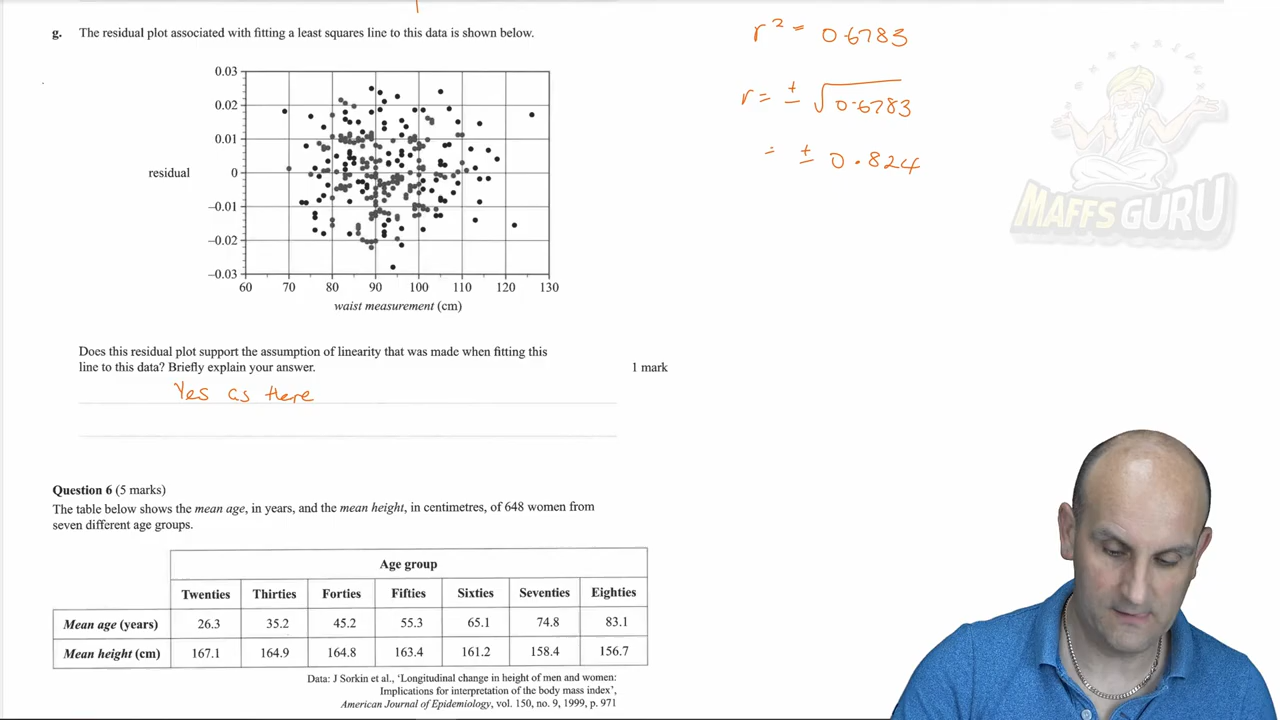 g. The residual plot associated with fitting a least squares line to this data is shown below.
0.03
0.02
0.01
residual 0
–0.01
–0.02
–0.03
60 70 80 90 100 110 120 130
waist measurement (cm)
Does this residual plot support the assumption of linearity that was made when fitting this
line to this data? Briefly explain your answer. 1 mark
Yes as there
Question 6 (5 marks)
The table below shows the mean age, in years, and the mean height, in centimetres, of 648 women from
seven different age groups.
Age group
Twenties Thirties Forties Fifties Sixties Seventies Eighties
Mean age (years) 26.3 35.2 45.2 55.3 65.1 74.8 83.1
Mean height (cm) 167.1 164.9 164.8 163.4 161.2 158.4 156.7
Data: J Sorkin et al., ‘Longitudinal change in height of men and women:
Implications for interpretation of the body mass index’,
American Journal of Epidemiology, vol. 150, no. 9, 1999, p. 971
r² = 0.6783
r = ± √0.6783
= ± 0.824
MAFFS GURU